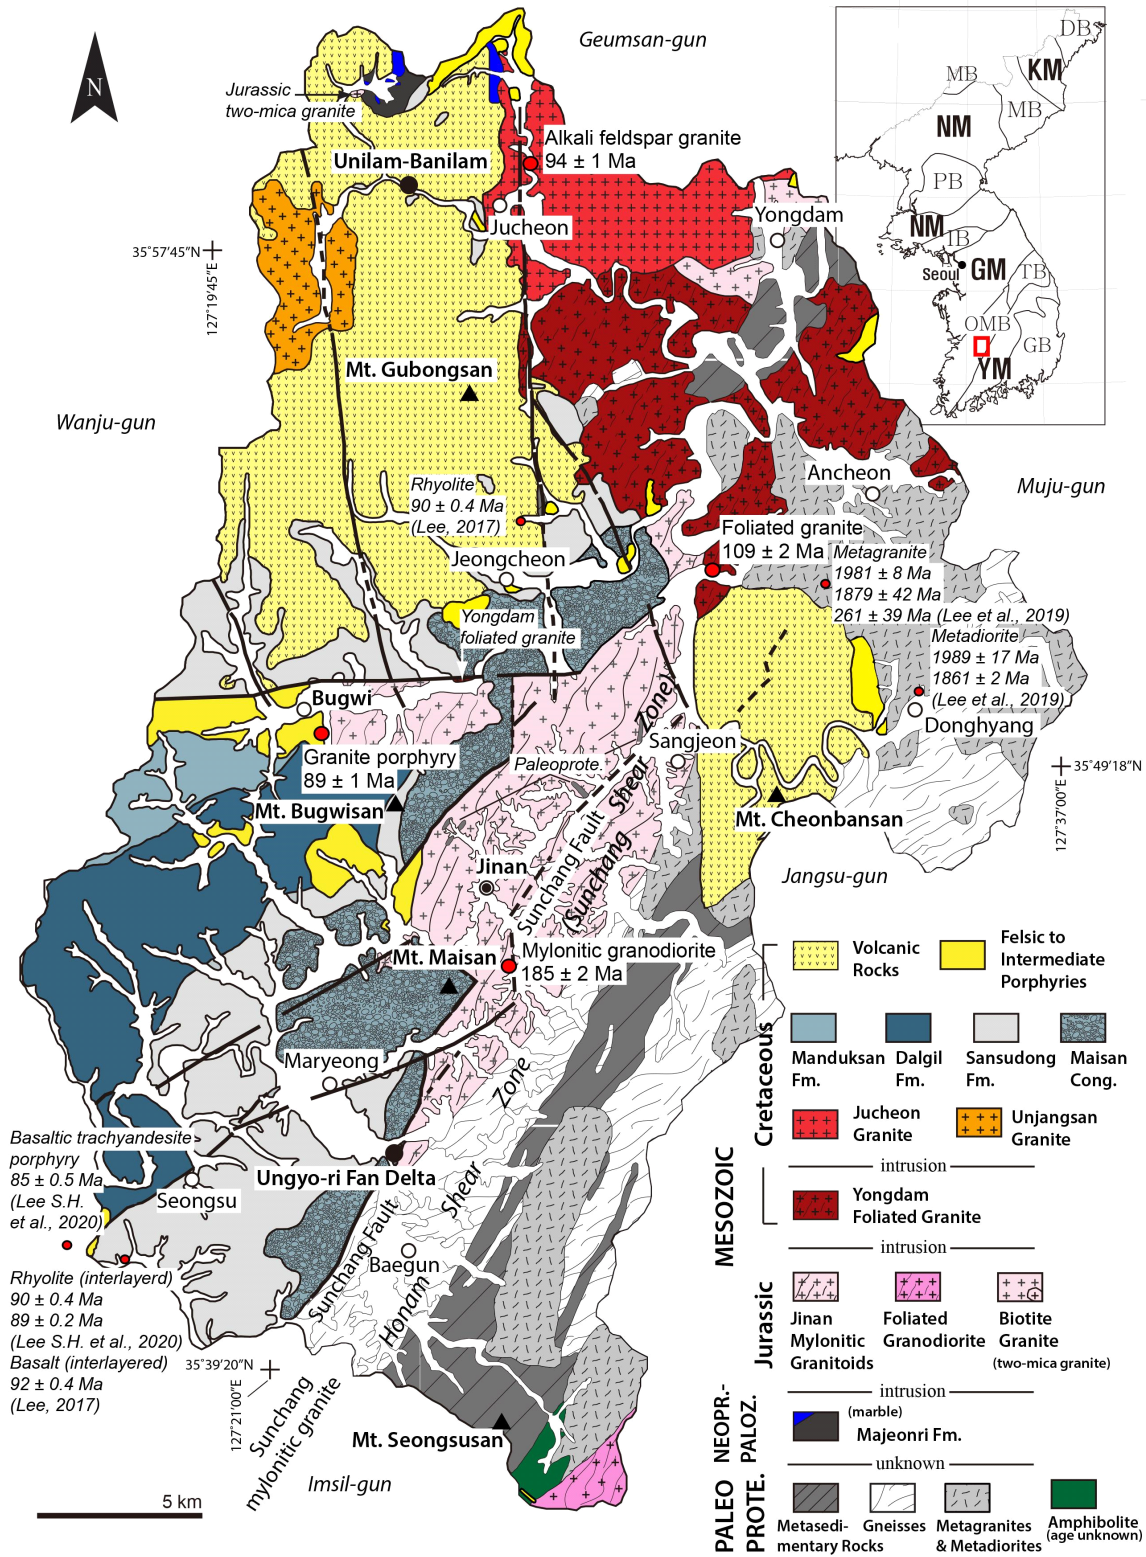 Geumsan-gun
N
Jurassic
two-mica granite
Alkali feldspar granite
94 ± 1 Ma
Unilam-Banilam
Jucheon
Yongdam
35°57'45"N
127°19'45"E
DB
MB
KM
MB
NM
PB
NM
IB
Seoul
GM
TB
OMB
GB
YM
Mt. Gubongsan
Wanju-gun
Ancheon
Muju-gun
Rhyolite
90 ± 0.4 Ma
(Lee, 2017)
Foliated granite
109 ± 2 Ma
Jeongcheon
Metagranite
1981 ± 8 Ma
1879 ± 42 Ma
261 ± 39 Ma (Lee et al., 2019)
Yongdam
foliated granite
Metadiorite
1989 ± 17 Ma
1861 ± 2 Ma
(Lee et al., 2019)
Bugwi
Donghyang
Sangjeon
Granite porphyry
89 ± 1 Ma
Paleoprote.
35°49'18"N
127°37'00"E
Mt. Bugwisan
Mt. Cheonbansan
Jinan
Sunchang Fault
(Sunchang Shear Zone)
Jangsu-gun
Mt. Maisan
Mylonitic granodiorite
185 ± 2 Ma
Maryeong
Honam Shear Zone
Basaltic trachyandesite
porphyry
85 ± 0.5 Ma
(Lee S.H.
et al., 2020)
Ungyo-ri Fan Delta
Seongsu
Sunchang Fault
Baegun
Rhyolite (interlayerd)
90 ± 0.4 Ma
89 ± 0.2 Ma
(Lee S.H. et al., 2020)
Basalt (interlayered)
92 ± 0.4 Ma
(Lee, 2017)
35°39'20"N
127°21'00"E
Sunchang
mylonitic granite
Mt. Seongsusan
Imsil-gun
5 km
MESOZOIC
Cretaceous
Volcanic
Rocks
Felsic to
Intermediate
Porphyries
Manduksan
Fm.
Dalgil
Fm.
Sansudong
Fm.
Maisan
Cong.
Jucheon
Granite
Unjangsan
Granite
intrusion
Yongdam
Foliated Granite
intrusion
Jurassic
Jinan
Mylonitic
Granitoids
Foliated
Granodiorite
Biotite
Granite
(two-mica granite)
intrusion
NEOPR.-
PALOZ.
(marble)
Majeonri Fm.
unknown
PALEO
PROTE.
Metasedi-
mentary Rocks
Gneisses
Metagranites
& Metadiorites
Amphibolite
(age unknown)